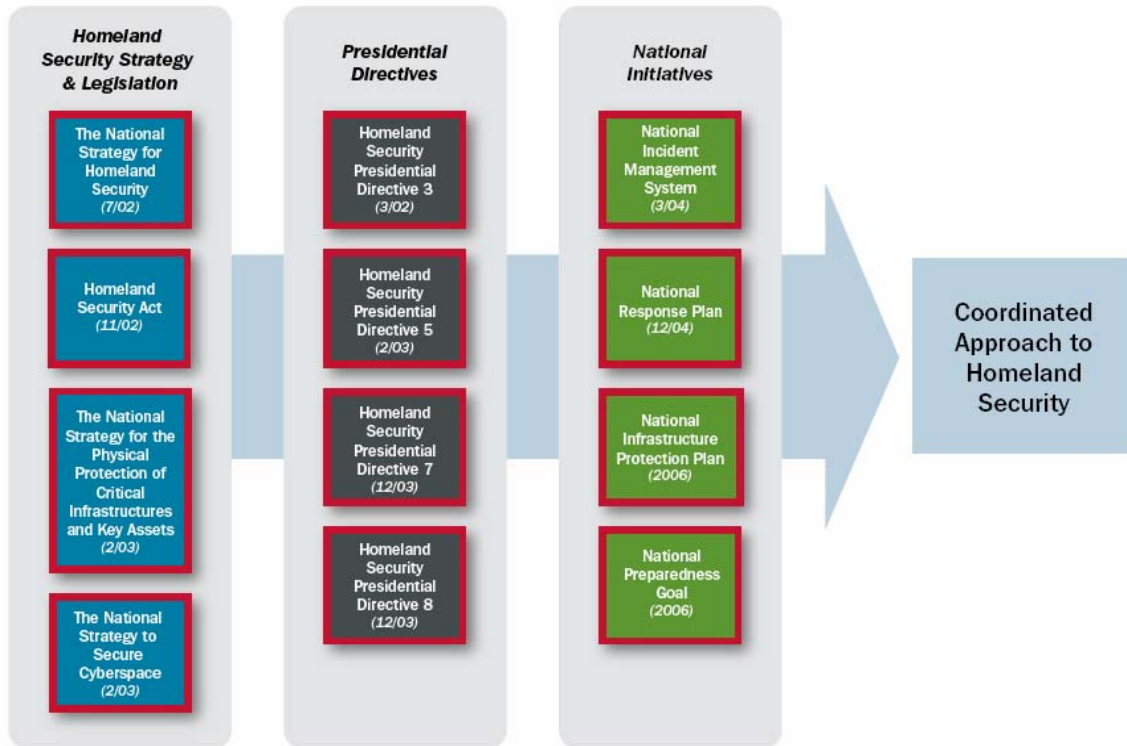 Homeland
Security Strategy
& Legislation
The National
Strategy for
Homeland
Security
(7/02)
Homeland
Security Act
(11/02)
The National
Strategy for the
Physical
Protection of
Critical
Infrastructures
and Key Assets
(2/03)
The National
Strategy to
Secure
Cyberspace
(2/03)
Presidential
Directives
Homeland
Security
Presidential
Directive 3
(3/02)
Homeland
Security
Presidential
Directive 5
(2/03)
Homeland
Security
Presidential
Directive 7
(12/03)
Homeland
Security
Presidential
Directive 8
(12/03)
National
Initiatives
National
Incident
Management
System
(3/04)
National
Response Plan
(12/04)
National
Infrastructure
Protection Plan
(2006)
National
Preparedness
Goal
(2006)
Coordinated
Approach to
Homeland
Security